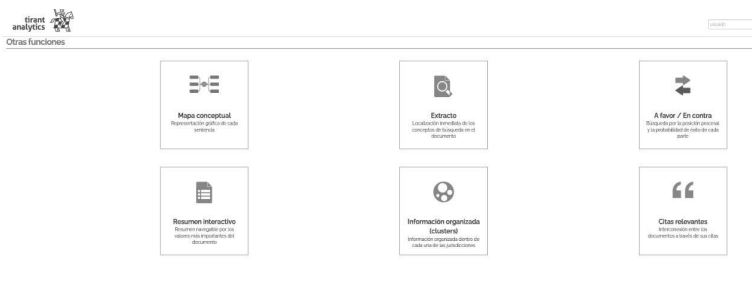 tirant
analytics
usuario
Otras funciones
Mapa conceptual
Representación gráfica de cada
sentencia
Extracto
Localización inmediata de los
conceptos de búsqueda en el
documento
A favor / En contra
Búsqueda por la posición procesal
y la probabilidad de éxito de cada
parte
Resumen interactivo
Resumen navegable por los
valores más importantes del
documento
Información organizada
(clusters)
Información organizada dentro de
cada una de las jurisdicciones
Citas relevantes
Interconexión entre los
documentos a través de sus citas